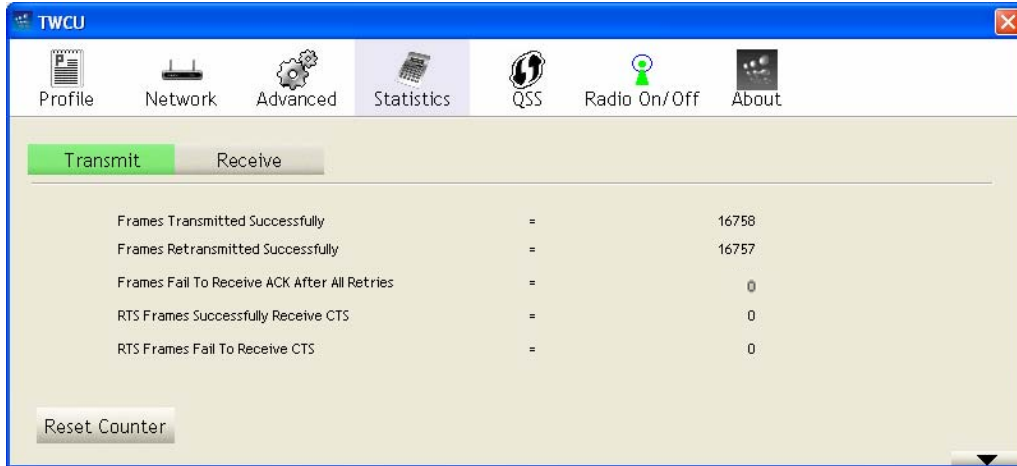 TWCU
Profile Network Advanced Statistics QSS Radio On/Off About
Transmit Receive
Frames Transmitted Successfully = 16758
Frames Retransmitted Successfully = 16757
Frames Fail To Receive ACK After All Retries = 0
RTS Frames Successfully Receive CTS = 0
RTS Frames Fail To Receive CTS = 0
Reset Counter